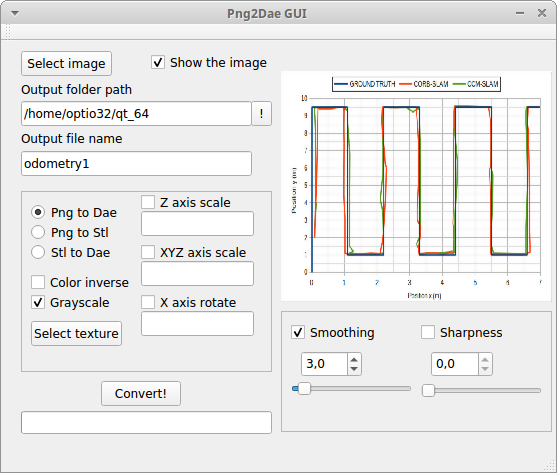 Png2Dae GUI
Select image
Show the image
Output folder path
/home/optio32/qt_64
!
Output file name
odometry1
Png to Dae
Png to Stl
Stl to Dae
Color inverse
Grayscale
Select texture
Z axis scale
XYZ axis scale
X axis rotate
Convert!
GROUND TRUTH
CORB-SLAM
CCM-SLAM
Position y (m)
10
9
8
7
6
5
4
3
2
1
0
0 1 2 3 4 5 6 7
Position x (m)
Smoothing
Sharpness
3,0
0,0